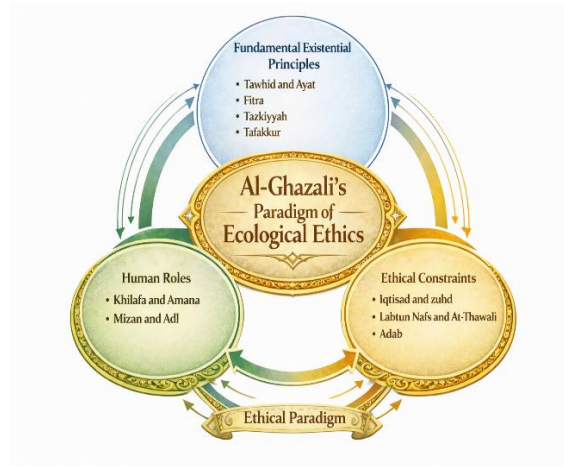 Fundamental Existential
Principles
• Tawhid and Ayat
• Fitra
• Tazkiyyah
• Tafakkur
Al-Ghazali's
Paradigm of
Ecological Ethics
Human Roles
• Khilafa and Amana
• Mizan and Adl
Ethical Constraints
• Iqtisad and zuhd
• Labtun Nafs and At-Thawali
• Adab
Ethical Paradigm